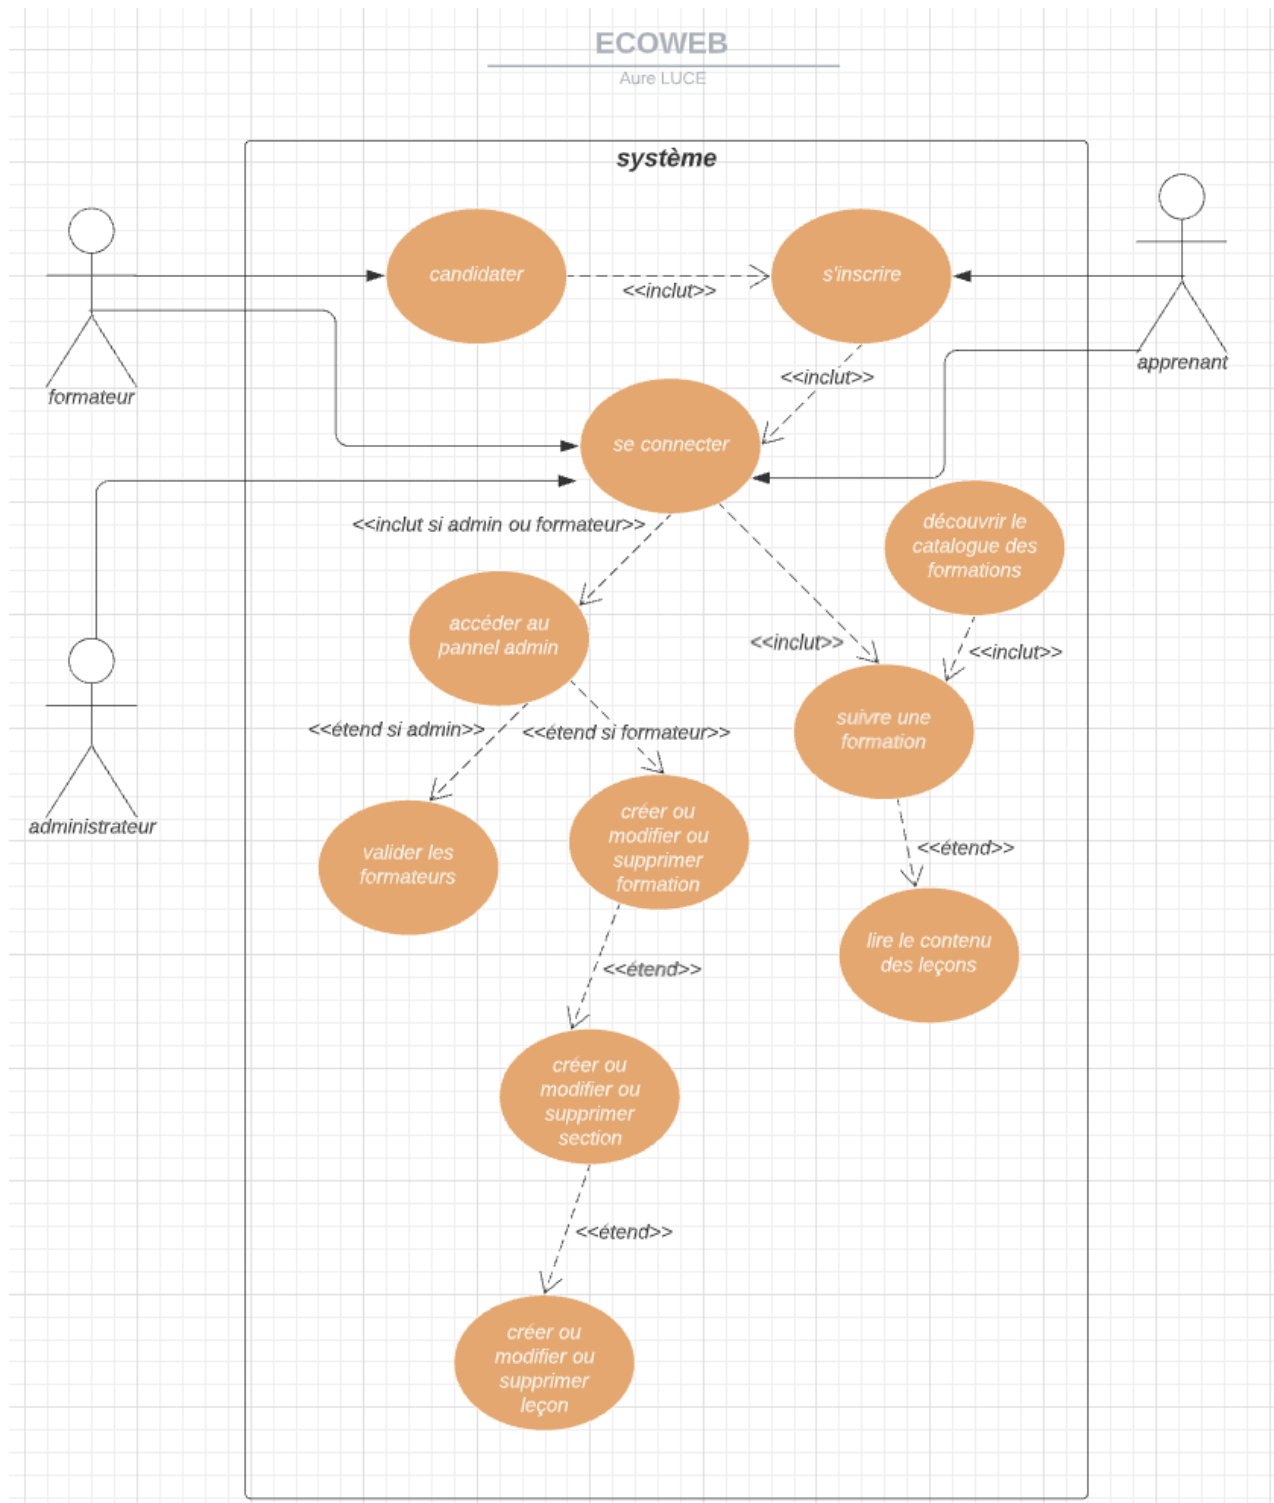 ECOWEB
Aure LUCE
système
candidater
<<inclut>>
s'inscrire
formateur
apprenant
<<inclut>>
se connecter
<<inclut si admin ou formateur>>
découvrir le
catalogue des
formations
accéder au
pannel admin
<<inclut>>
<<inclut>>
administrateur
<<étend si admin>>
<<étend si formateur>>
suivre une
formation
valider les
formateurs
créer ou
modifier ou
supprimer
formation
<<étend>>
lire le contenu
des leçons
<<étend>>
créer ou
modifier ou
supprimer
section
<<étend>>
créer ou
modifier ou
supprimer
leçon